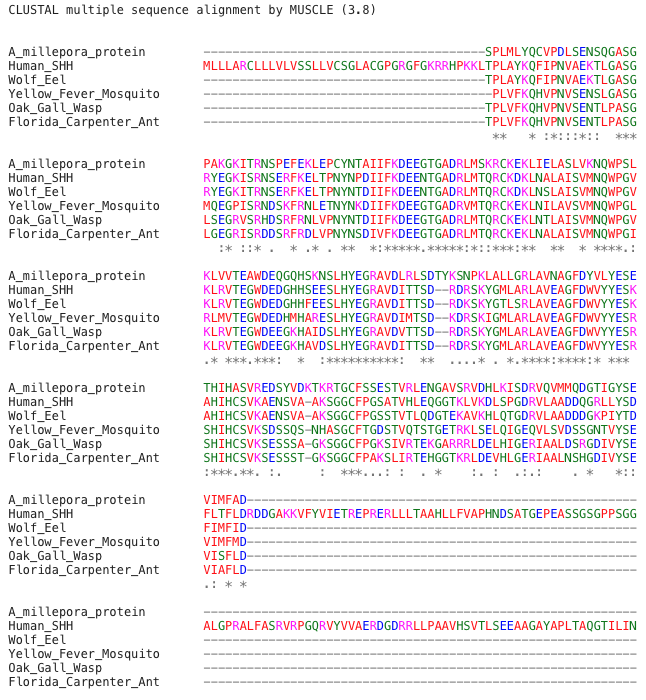 CLUSTAL multiple sequence alignment by MUSCLE (3.8)
A_millepora_protein ---------------------------------------SPLMLYQCVPDLSENSQGASG
Human_SHH MLLLARCLLLVLVSSLLVCSGLACGPGRGFGKRRHPKKLTPLAYKQFIPNVAEKTLGASG
Wolf_Eel ---------------------------------------TPLAYKQFIPNVAEKTLGASG
Yellow_Fever_Mosquito ----------------------------------------PLVFKQHVPNVSENSLGASG
Oak_Gall_Wasp ----------------------------------------PLVFKQHVPNVSENTLPASG
Florida_Carpenter_Ant ---------------------------------------TPLVFKQHVPNVSENTLPASG
**   * :*:::*::  ***
A_millepora_protein PAKGKITRNSPEFEKLEPCYNTAIIFKDEEGTGADRLMSKRCKEKLIELASLVKNQWPSL
Human_SHH RYEGKISRNSERFKELTPNYNPDIIFKDEENTGADRLMTQRCKDKLNALAISVMNQWPGV
Wolf_Eel RYEGKITRNSERFKELTPNYNTDIIFKDEENTGADRLMTQRCKDKLNSLAISVMNQWPGV
Yellow_Fever_Mosquito MQEGPISRNDSKFRNLETNYNKDIIFKDEEGTGADRVMTQRCKEKLNILAVSVMNQWPGI
Oak_Gall_Wasp LSEGRVSRHDSRFRNLVPNYNTDIIFKDEEGTGADRLMTQRCKEKLNTLAISVMNQWPGV
Florida_Carpenter_Ant LGEGRISRDDSRFRDLVPNYNSDIVFKDEEGTGADRLMTQRCKEKLNALAISVMNQWPGI
:* ::* .  * .* . **  *:*****.*****:*::***:**  **  * ****.:
A_millepora_protein KLVVTEAWDEQGQHSKNSLHYEGRAVDLRLSDTYKSNPKLALLGRLAVNAGFDYVLYESE
Human_SHH KLRVTEGWDEDGHHSEESLHYEGRAVDITTSD--RDRSKYGMLARLAVEAGFDWVYYESK
Wolf_Eel KLRVTEGWDEDGHHFEESLHYEGRAVDITTSD--RDKSKYGTLSRLAVEAGFDWVYYESK
Yellow_Fever_Mosquito RLMVTEGWDEDHMHARESLHYEGRAVDIMTSD--KDRSKIGMLARLAVEAGFDWVYYESR
Oak_Gall_Wasp KLRVTEGWDEEGKHAIDSLHYEGRAVDVTTSD--RDRSKYGMLARLAVEAGFDWVYYESR
Florida_Carpenter_Ant KLRVTEGWDEEGKHAVDSLHYEGRAVDITTSD--RDRSKYGMLARLAVEAGFDWVYYESR
.* ***.***:  *  :**********:  **  ....* . *.****:****:* ***
A_millepora_protein THIHASVREDSYVDKTKRTGCFSSESTVRLENGAVSRVDHLKISDRVQVMMQDGTIGYSE
Human_SHH AHIHCSVKAENSVA-AKSGGCFPGSATVHLEQGGTKLVKDLSPGDRVLAADDQGRLLYSD
Wolf_Eel AHIHCSVKAENSVA-AKSGGCFPGSSTVTLQDGTEKAVKHLQTGDRVLAADDDGKPIYTD
Yellow_Fever_Mosquito SHIHCSVKSDSSQS-NHASGCFTGDSTVQTSTGETRKLSELQIGEQVLSVDSSGNTVYSE
Oak_Gall_Wasp SHIHCSVKSESSSA-GKSGGCFPGKSIVRTEKGARRRLDELHIGERIAALDSRGDIVYSE
Florida_Carpenter_Ant SHIHCSVKSESSST-GKSGGCFPAKSLIRTEHGGTKRLDEVHLGERIAALNSHGDIVYSE
:***.**. :.     :  ***...: :  . *    :. :  .:.:    . *   *::
A_millepora_protein VIMFAD------------------------------------------------------
Human_SHH FLTFLDRDDGAKKVFYVIETREPRERLLLTAAHLLFVAPHNDSATGEPEASSGSGPPSGG
Wolf_Eel FIMFID------------------------------------------------------
Yellow_Fever_Mosquito VIMFMD------------------------------------------------------
Oak_Gall_Wasp VISFLD------------------------------------------------------
Florida_Carpenter_Ant VIAFLD------------------------------------------------------
.: * *
A_millepora_protein ------------------------------------------------------------
Human_SHH ALGPRALFASRVRPGQRVYVVAERDGDRRLLPAAVHSVTLSEEAAGAYAPLTAQGTILIN
Wolf_Eel ------------------------------------------------------------
Yellow_Fever_Mosquito ------------------------------------------------------------
Oak_Gall_Wasp ------------------------------------------------------------
Florida_Carpenter_Ant ------------------------------------------------------------